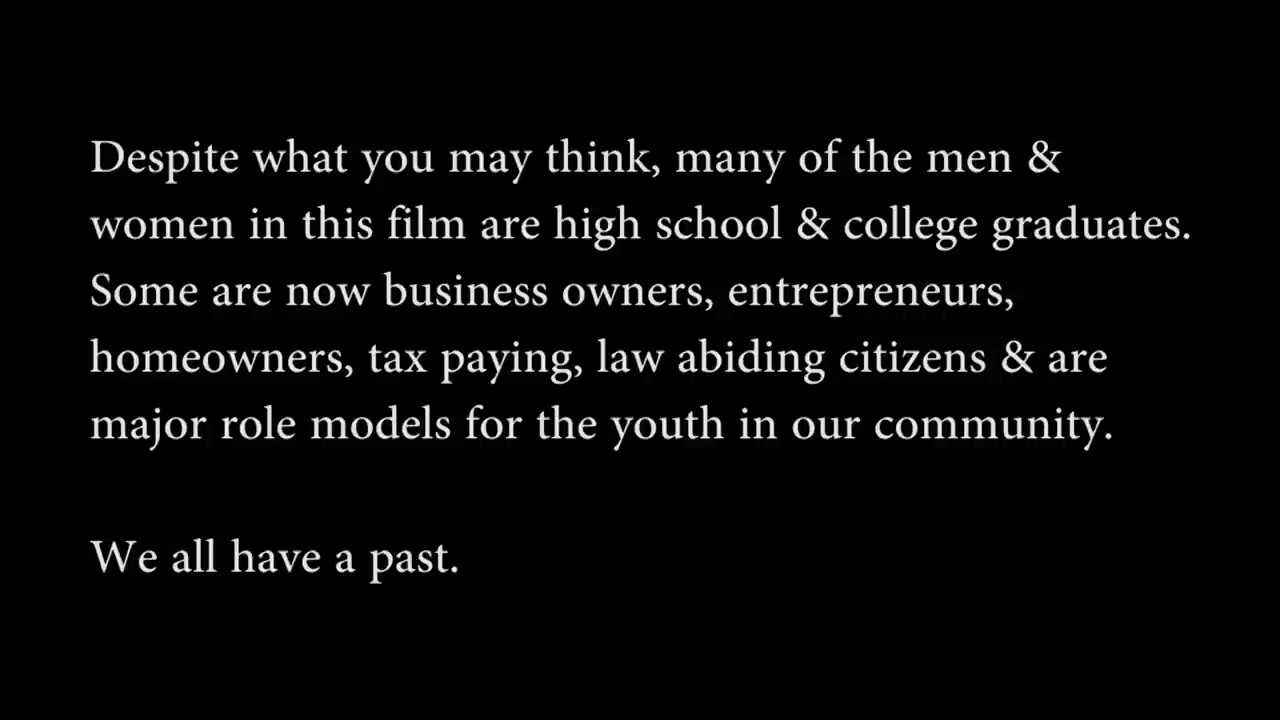 Despite what you may think, many of the men &
women in this film are high school & college graduates.
Some are now business owners, entrepreneurs,
homeowners, tax paying, law abiding citizens & are
major role models for the youth in our community.
We all have a past.